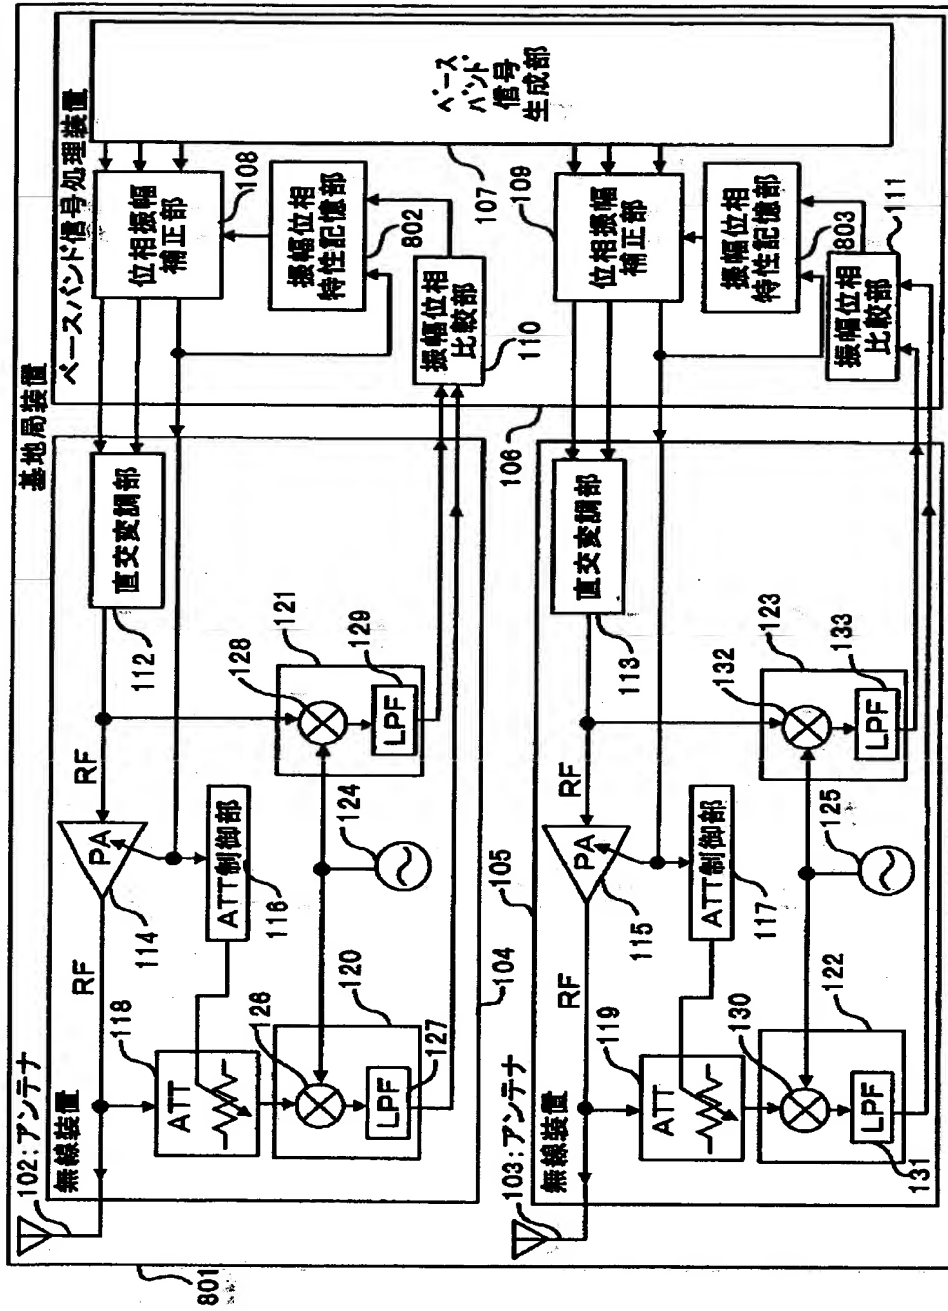 基地局装置
ベースバンド信号処理装置
801
102:アンテナ
無線装置
RF
PA
114
RF
112
直交変調部
位相振幅
補正部
108
振幅位相
特性記憶部
802
振幅位相
比較部
110
107
ベース
バンド
信号
生成部
118
ATT
ATT制御部
116
126
120
LPF
127
124
128
121
129
LPF
104
105
106
103:アンテナ
無線装置
RF
PA
115
RF
113
直交変調部
位相振幅
補正部
109
振幅位相
特性記憶部
803
振幅位相
比較部
111
119
ATT
ATT制御部
117
130
122
LPF
131
125
132
123
133
LPF